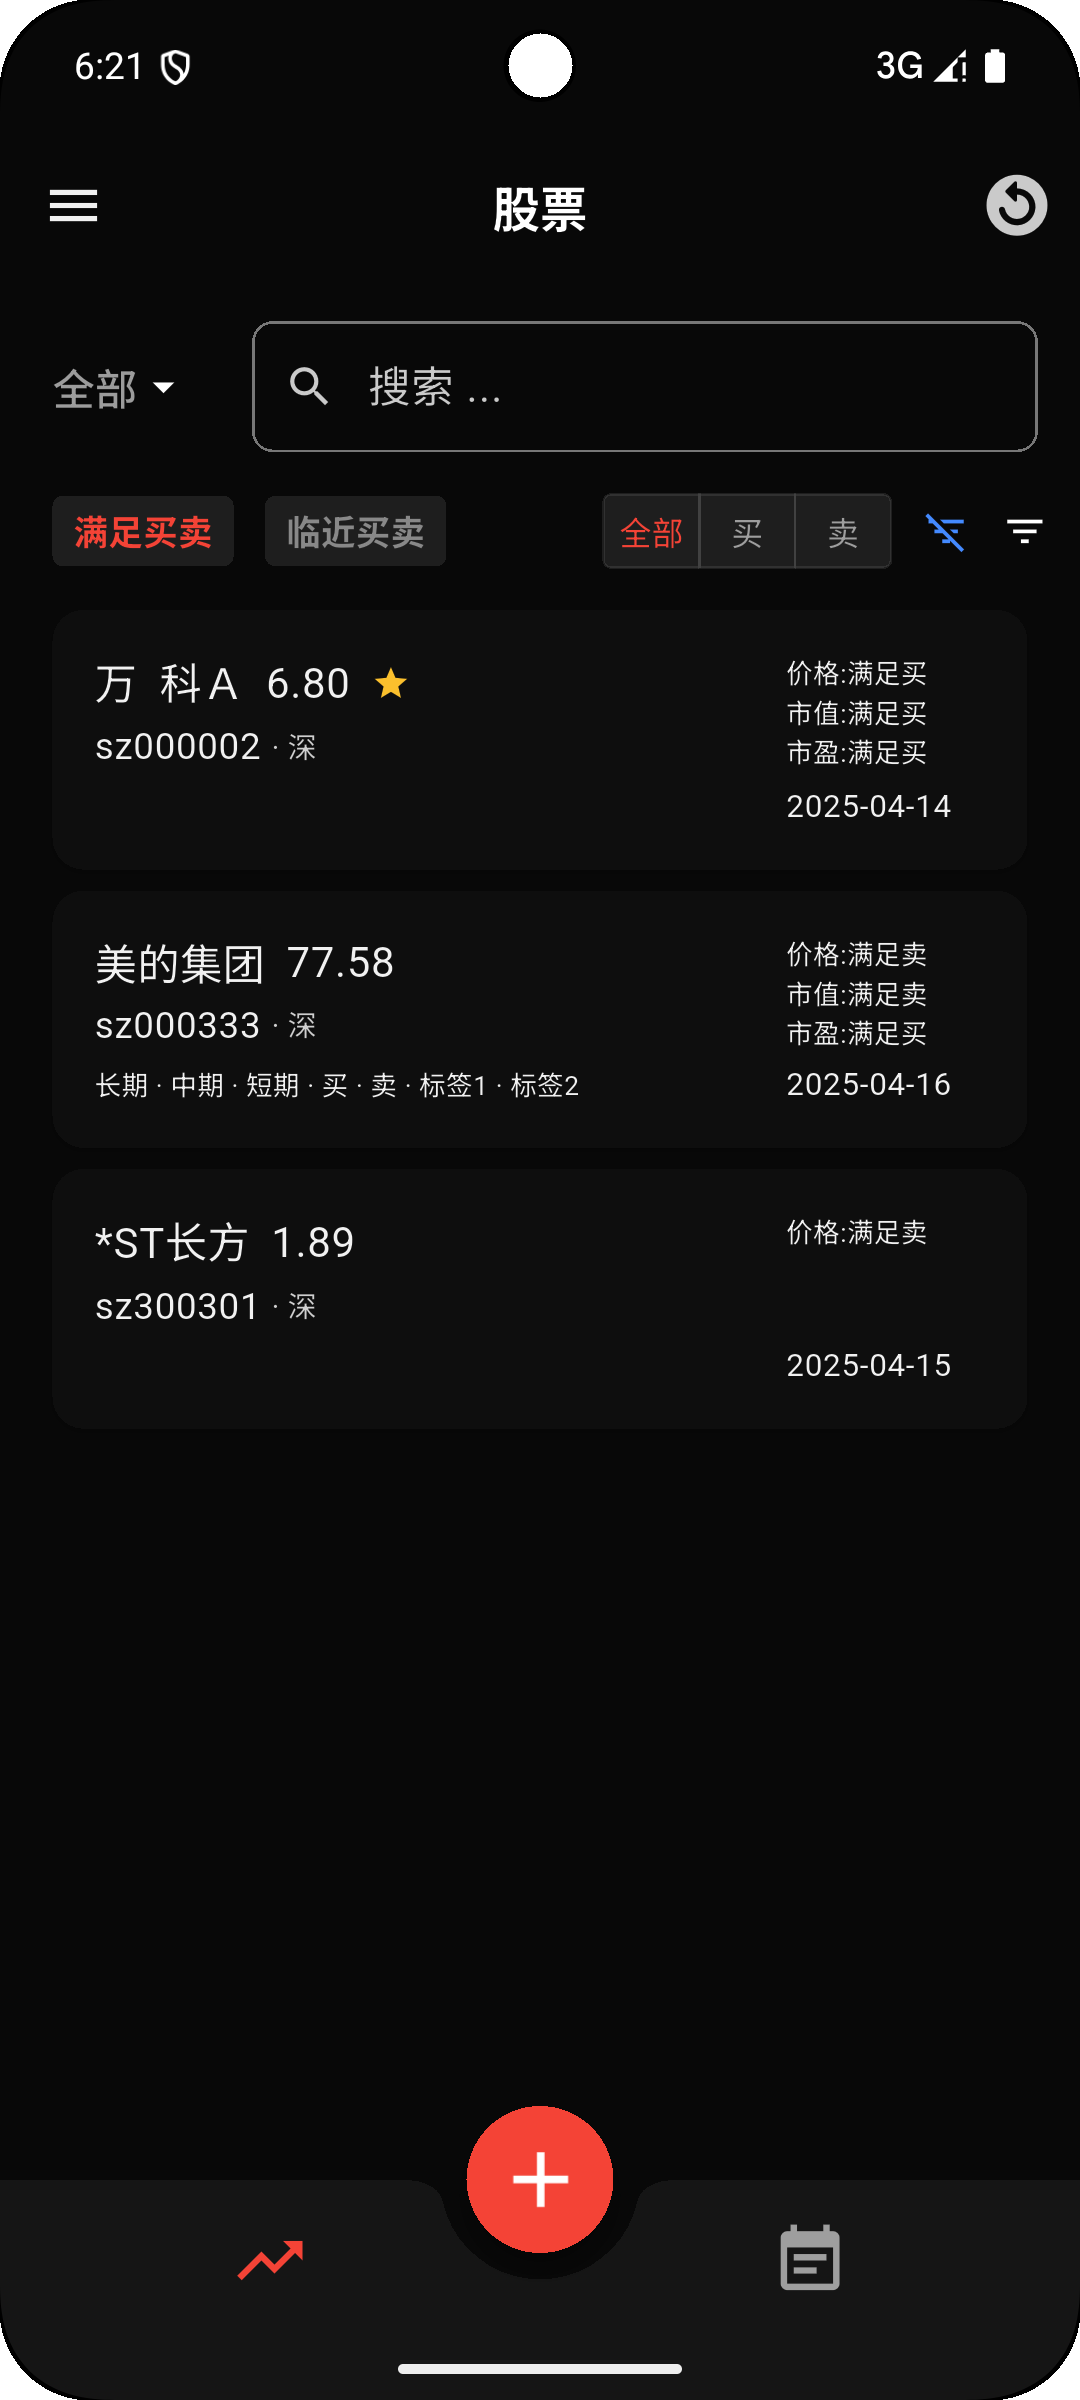 6:21
3G
股票
全部
搜索 ...
满足买卖 临近买卖 全部 买 卖
万 科A 6.80
价格:满足买
市值:满足买
市盈:满足买
sz000002 · 深
2025-04-14
美的集团 77.58
价格:满足卖
市值:满足卖
市盈:满足买
sz000333 · 深
长期 · 中期 · 短期 · 买 · 卖 · 标签1 · 标签2
2025-04-16
*ST长方 1.89
价格:满足卖
sz300301 · 深
2025-04-15